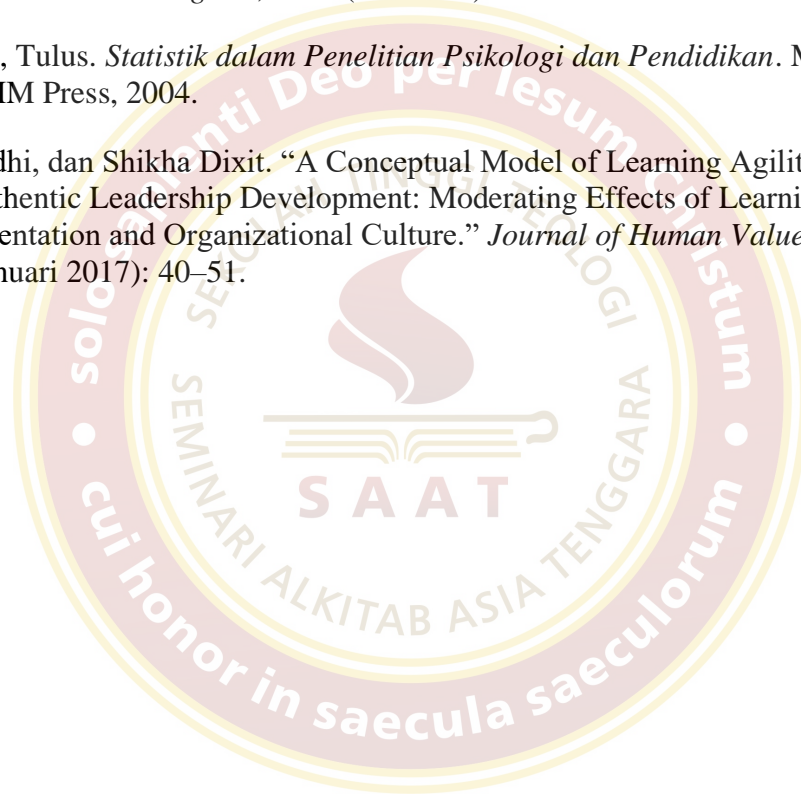 , Tulus. Statistik dalam Penelitian Psikologi dan Pendidikan. M
IM Press, 2004.
dhi, dan Shikha Dixit. “A Conceptual Model of Learning Agilit
thentic Leadership Development: Moderating Effects of Learni
entation and Organizational Culture.” Journal of Human Value
nuari 2017): 40–51.
solo sapienti Deo per Iesum Christum
SEKOLAH TINGGI TEOLOGI
SAAT
SEMINARI ALKITAB ASIA TENGGARA
cui honor in saecula saeculorum